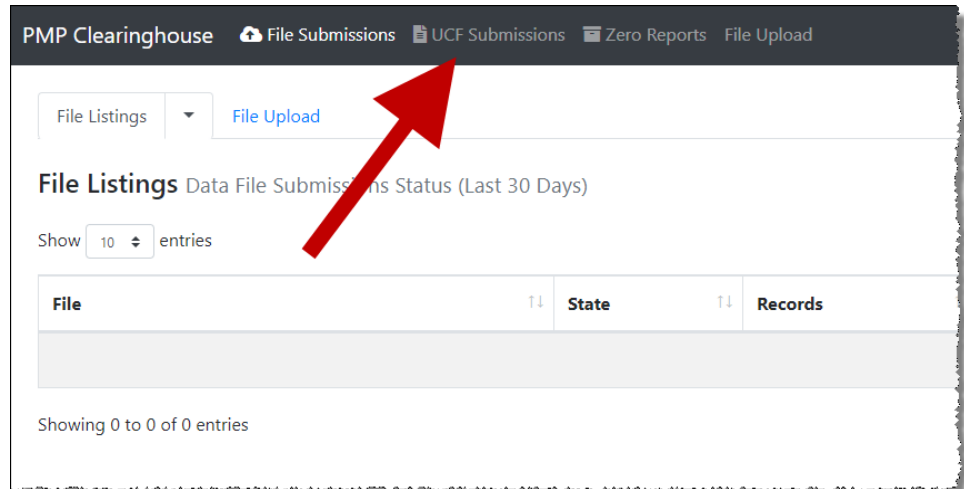 PMP Clearinghouse File Submissions UCF Submissions Zero Reports File Upload
File Listings File Upload
File Listings Data File Submissions Status (Last 30 Days)
Show 10 entries
File State Records
Showing 0 to 0 of 0 entries